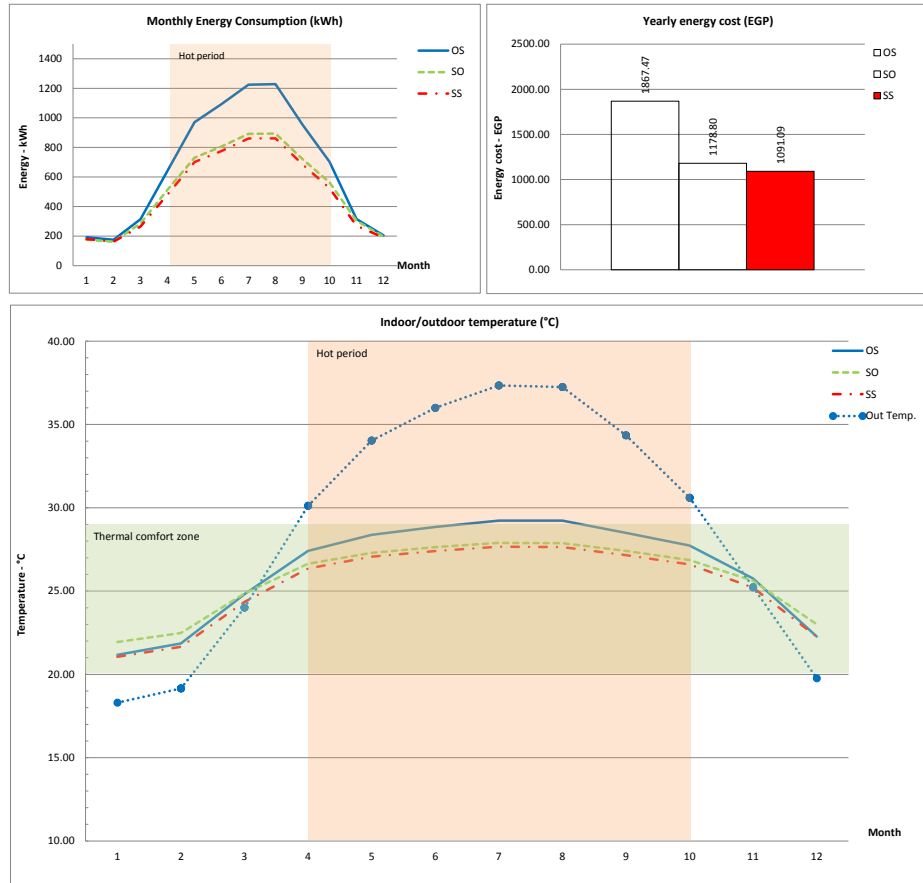 Monthly Energy Consumption (kWh)
Hot period
OS
SO
SS
1400
1200
1000
800
600
400
200
0
Energy - kWh
1 2 3 4 5 6 7 8 9 10 11 12
Month
Yearly energy cost (EGP)
2500.00
2000.00
1500.00
1000.00
500.00
0.00
Energy cost - EGP
1867.47
1178.80
1091.09
OS
SO
SS
Indoor/outdoor temperature (°C)
Hot period
OS
SO
SS
Out Temp.
Thermal comfort zone
40.00
35.00
30.00
25.00
20.00
15.00
10.00
Temperature - °C
1 2 3 4 5 6 7 8 9 10 11 12
Month